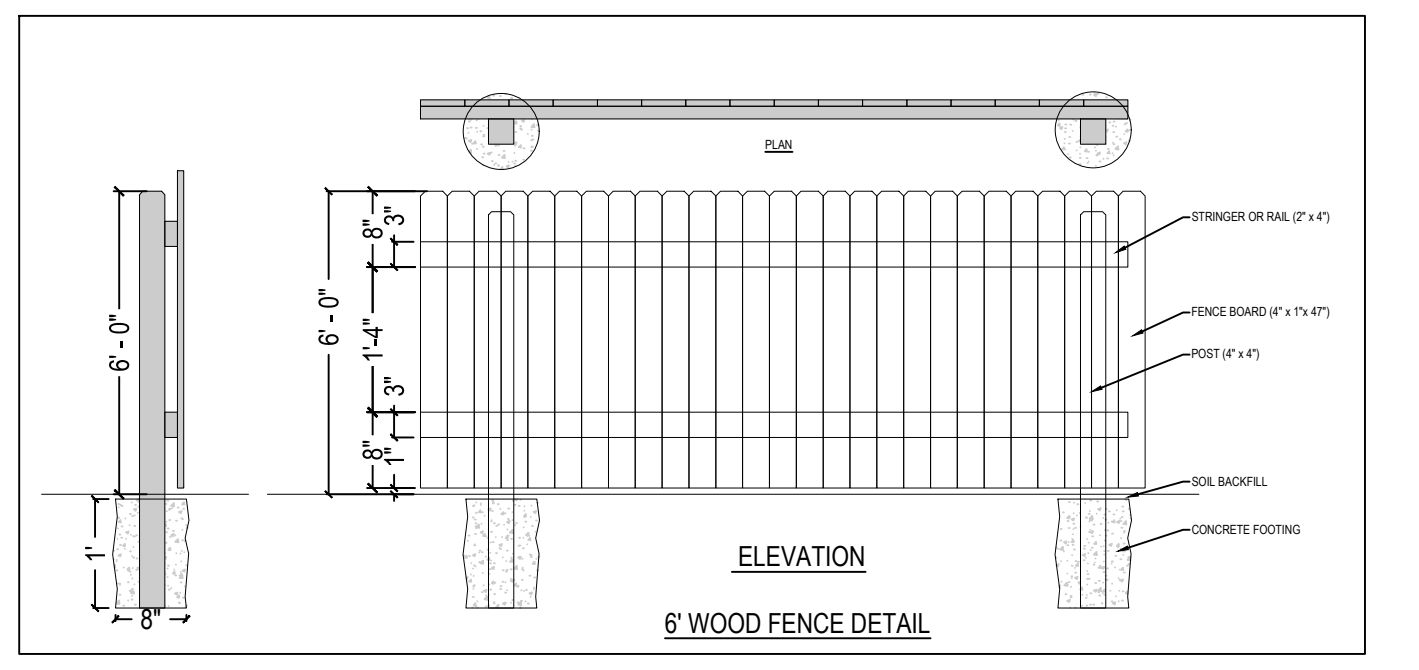 PLAN
6' - 0"
6' - 0"
8"
3"
1'-4"
3"
8"
1"
STRINGER OR RAIL (2" x 4")
FENCE BOARD (4" x 1"x 47")
POST (4" x 4")
SOIL BACKFILL
CONCRETE FOOTING
1'
8"
ELEVATION
6' WOOD FENCE DETAIL